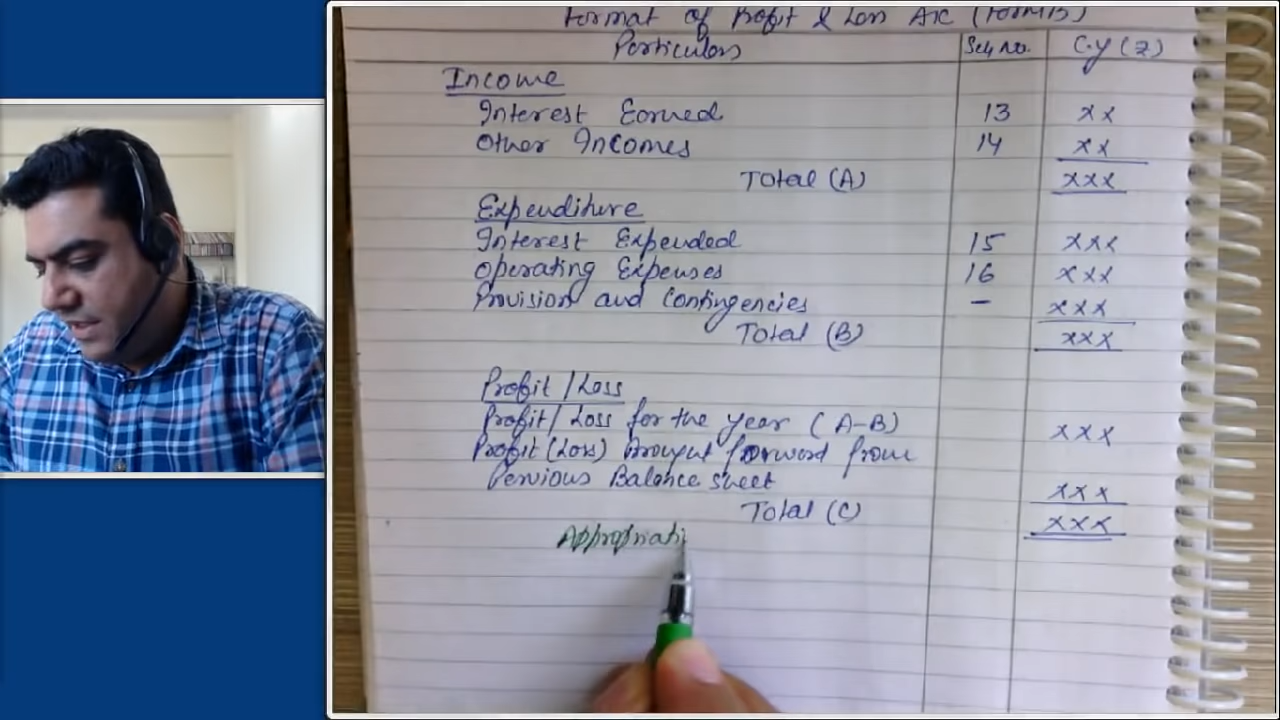 Format of Profit & Loss A/c (Form B)
Particulars Sch No. C.Y (₹)
Income
Interest Earned 13 xx
Other Incomes 14 xx
Total (A) xxx
Expenditure
Interest Expended 15 xxx
Operating Expenses 16 xxx
Provision and Contingencies - xxx
Total (B) xxx
Profit/Loss
Profit/Loss for the year (A-B) xxx
Profit (Loss) Brought forward from
Pervious Balance sheet xxx
Total (C) xxx
Appropriati